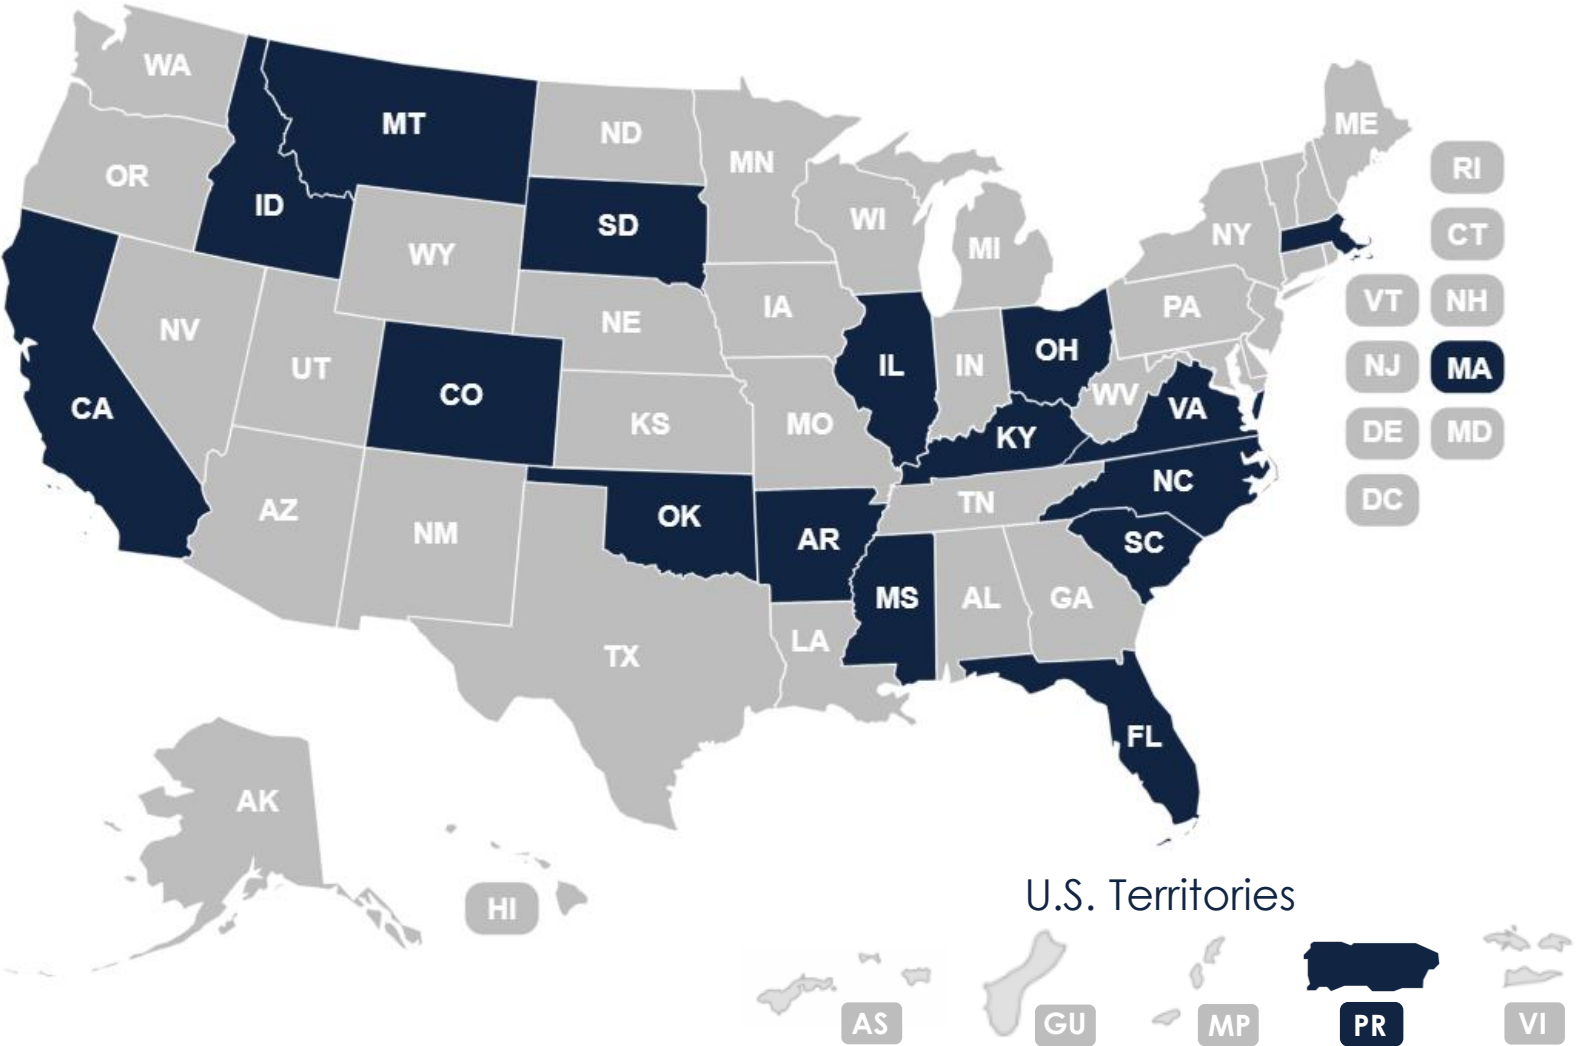 WA
MT
ND
MN
ME
OR
ID
SD
WI
MI
NY
RI
CT
WY
VT
NH
NV
UT
CO
NE
IA
IL
IN
OH
PA
NJ
MA
CA
KS
MO
KY
WV
VA
DE
MD
AZ
NM
OK
AR
TN
NC
DC
SC
TX
LA
MS
AL
GA
FL
AK
HI
U.S. Territories
AS
GU
MP
PR
VI